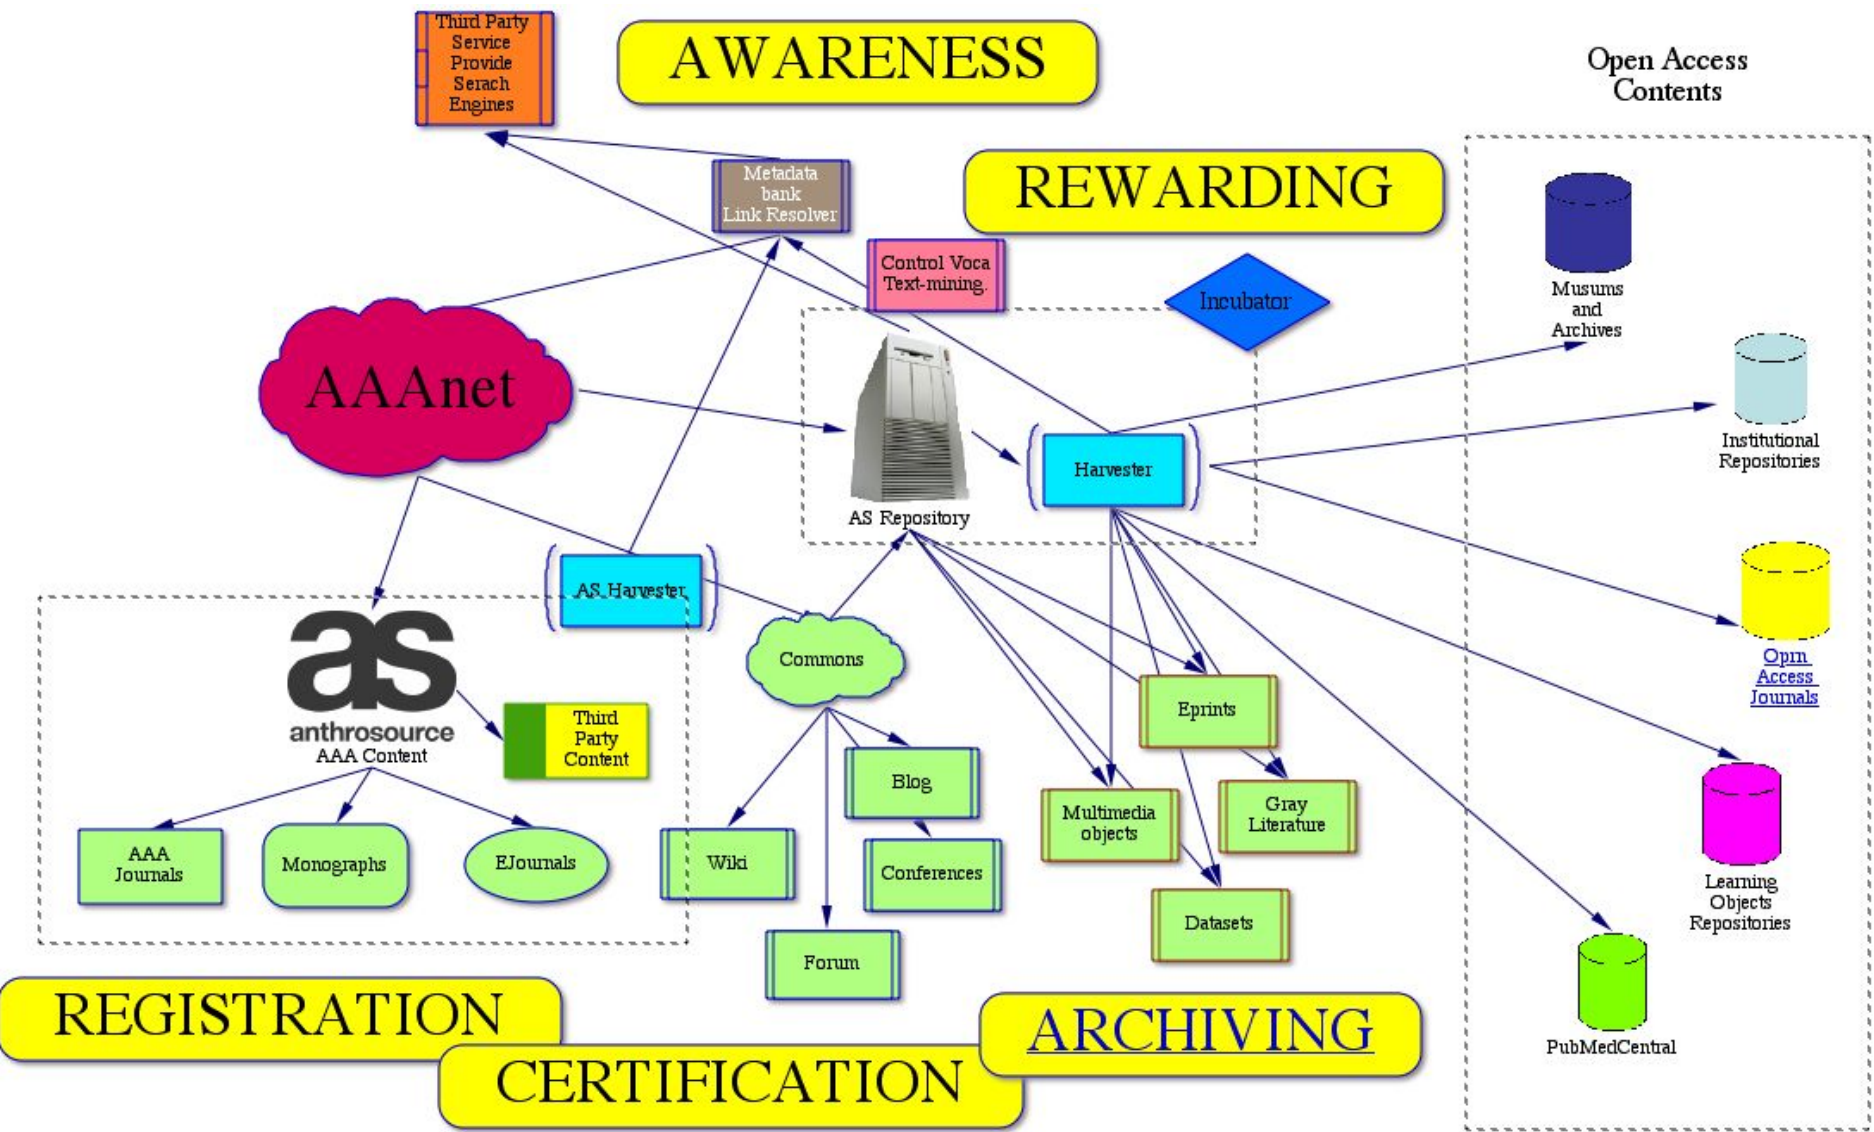 Third Party
Service
Provide
Serach
Engines
AWARENESS
Open Access
Contents
Metadata
bank
Link Resolver
REWARDING
Control Voca
Text-mining.
Incubator
Musums
and
Archives
AAAnet
Institutional
Repositories
Harvester
AS Repository
AS Harvester
as
anthrosource
AAA Content
Third
Party
Content
Commons
Oprn
Access
Journals
Eprints
Blog
Multimedia
objects
Gray
Literature
AAA
Journals
Monographs
EJournals
Wiki
Conferences
Learning
Objects
Repositories
Datasets
Forum
REGISTRATION
CERTIFICATION
ARCHIVING
PubMedCentral